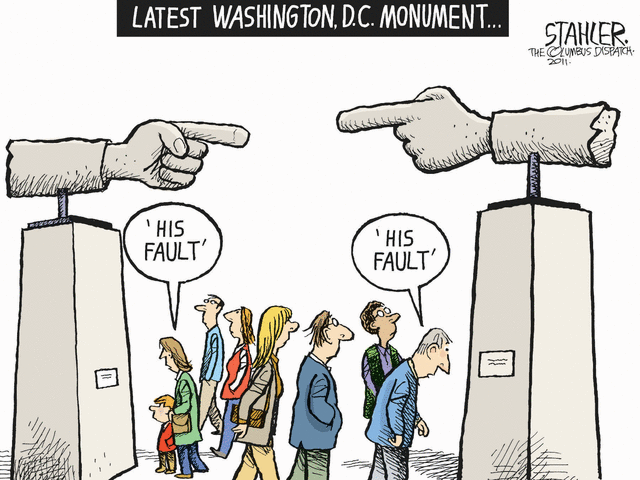 LATEST WASHINGTON, D.C. MONUMENT...
STAHLER.
THE COLUMBUS DISPATCH.
2011.
'HIS
FAULT'
'HIS
FAULT'